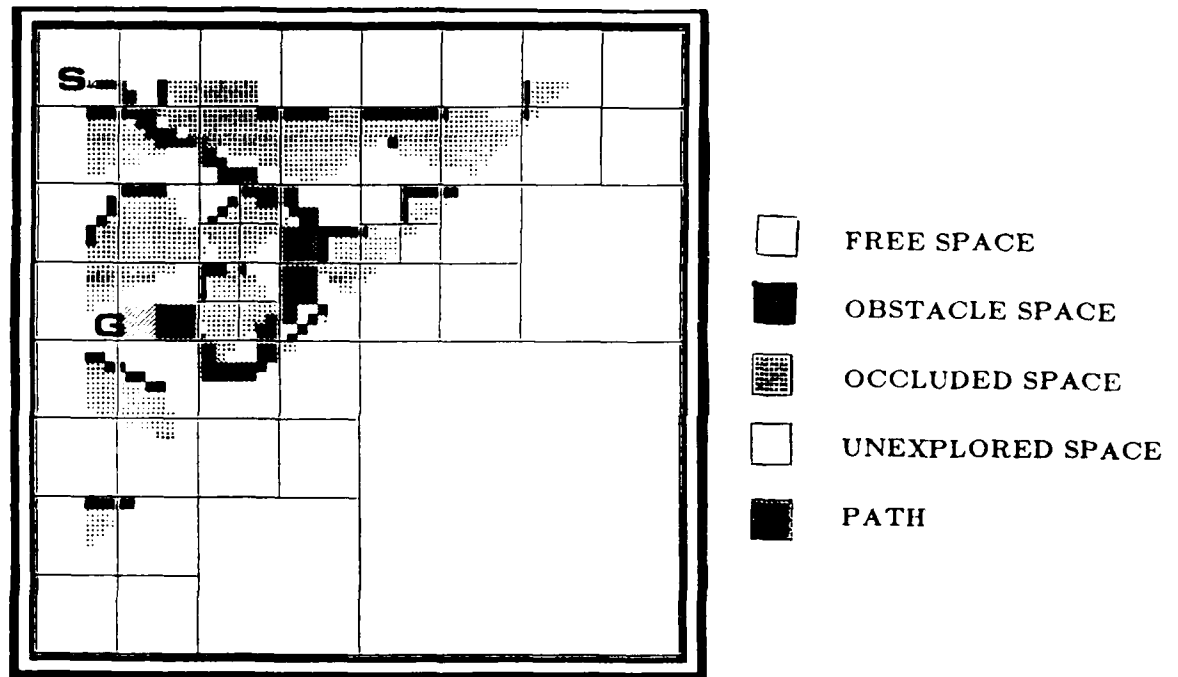 S
FREE SPACE
OBSTACLE SPACE
G
OCCLUDED SPACE
UNEXPLORED SPACE
PATH